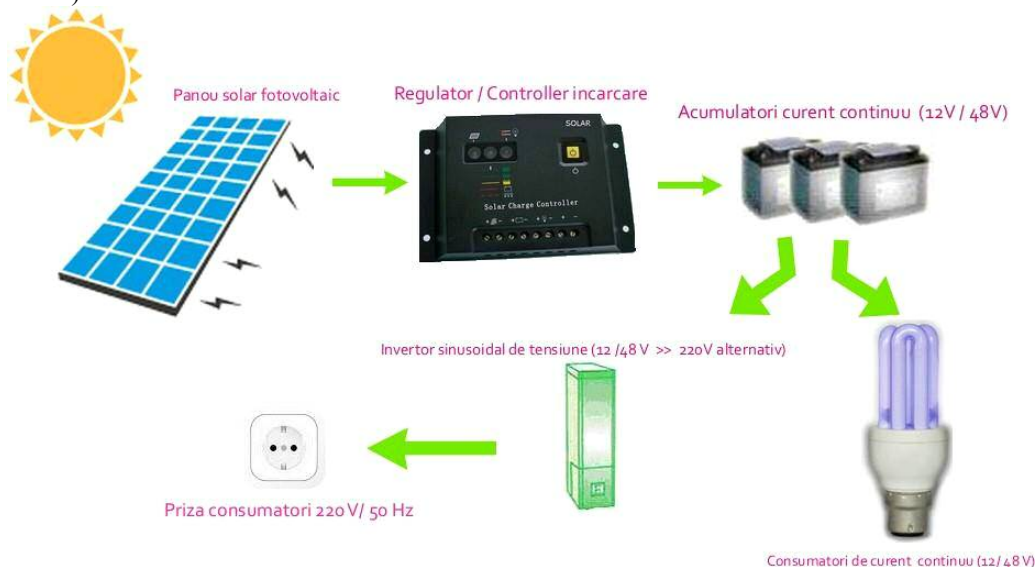 Panou solar fotovoltaic
Regulator / Controller incarcare
Acumulatori curent continuu (12V / 48V)
SOLAR
Solar Charge Controller
Invertor sinusoidal de tensiune (12 /48 V >> 220V alternativ)
Priza consumatori 220 V/ 50 Hz
Consumatori de curent continuu (12/ 48 V)